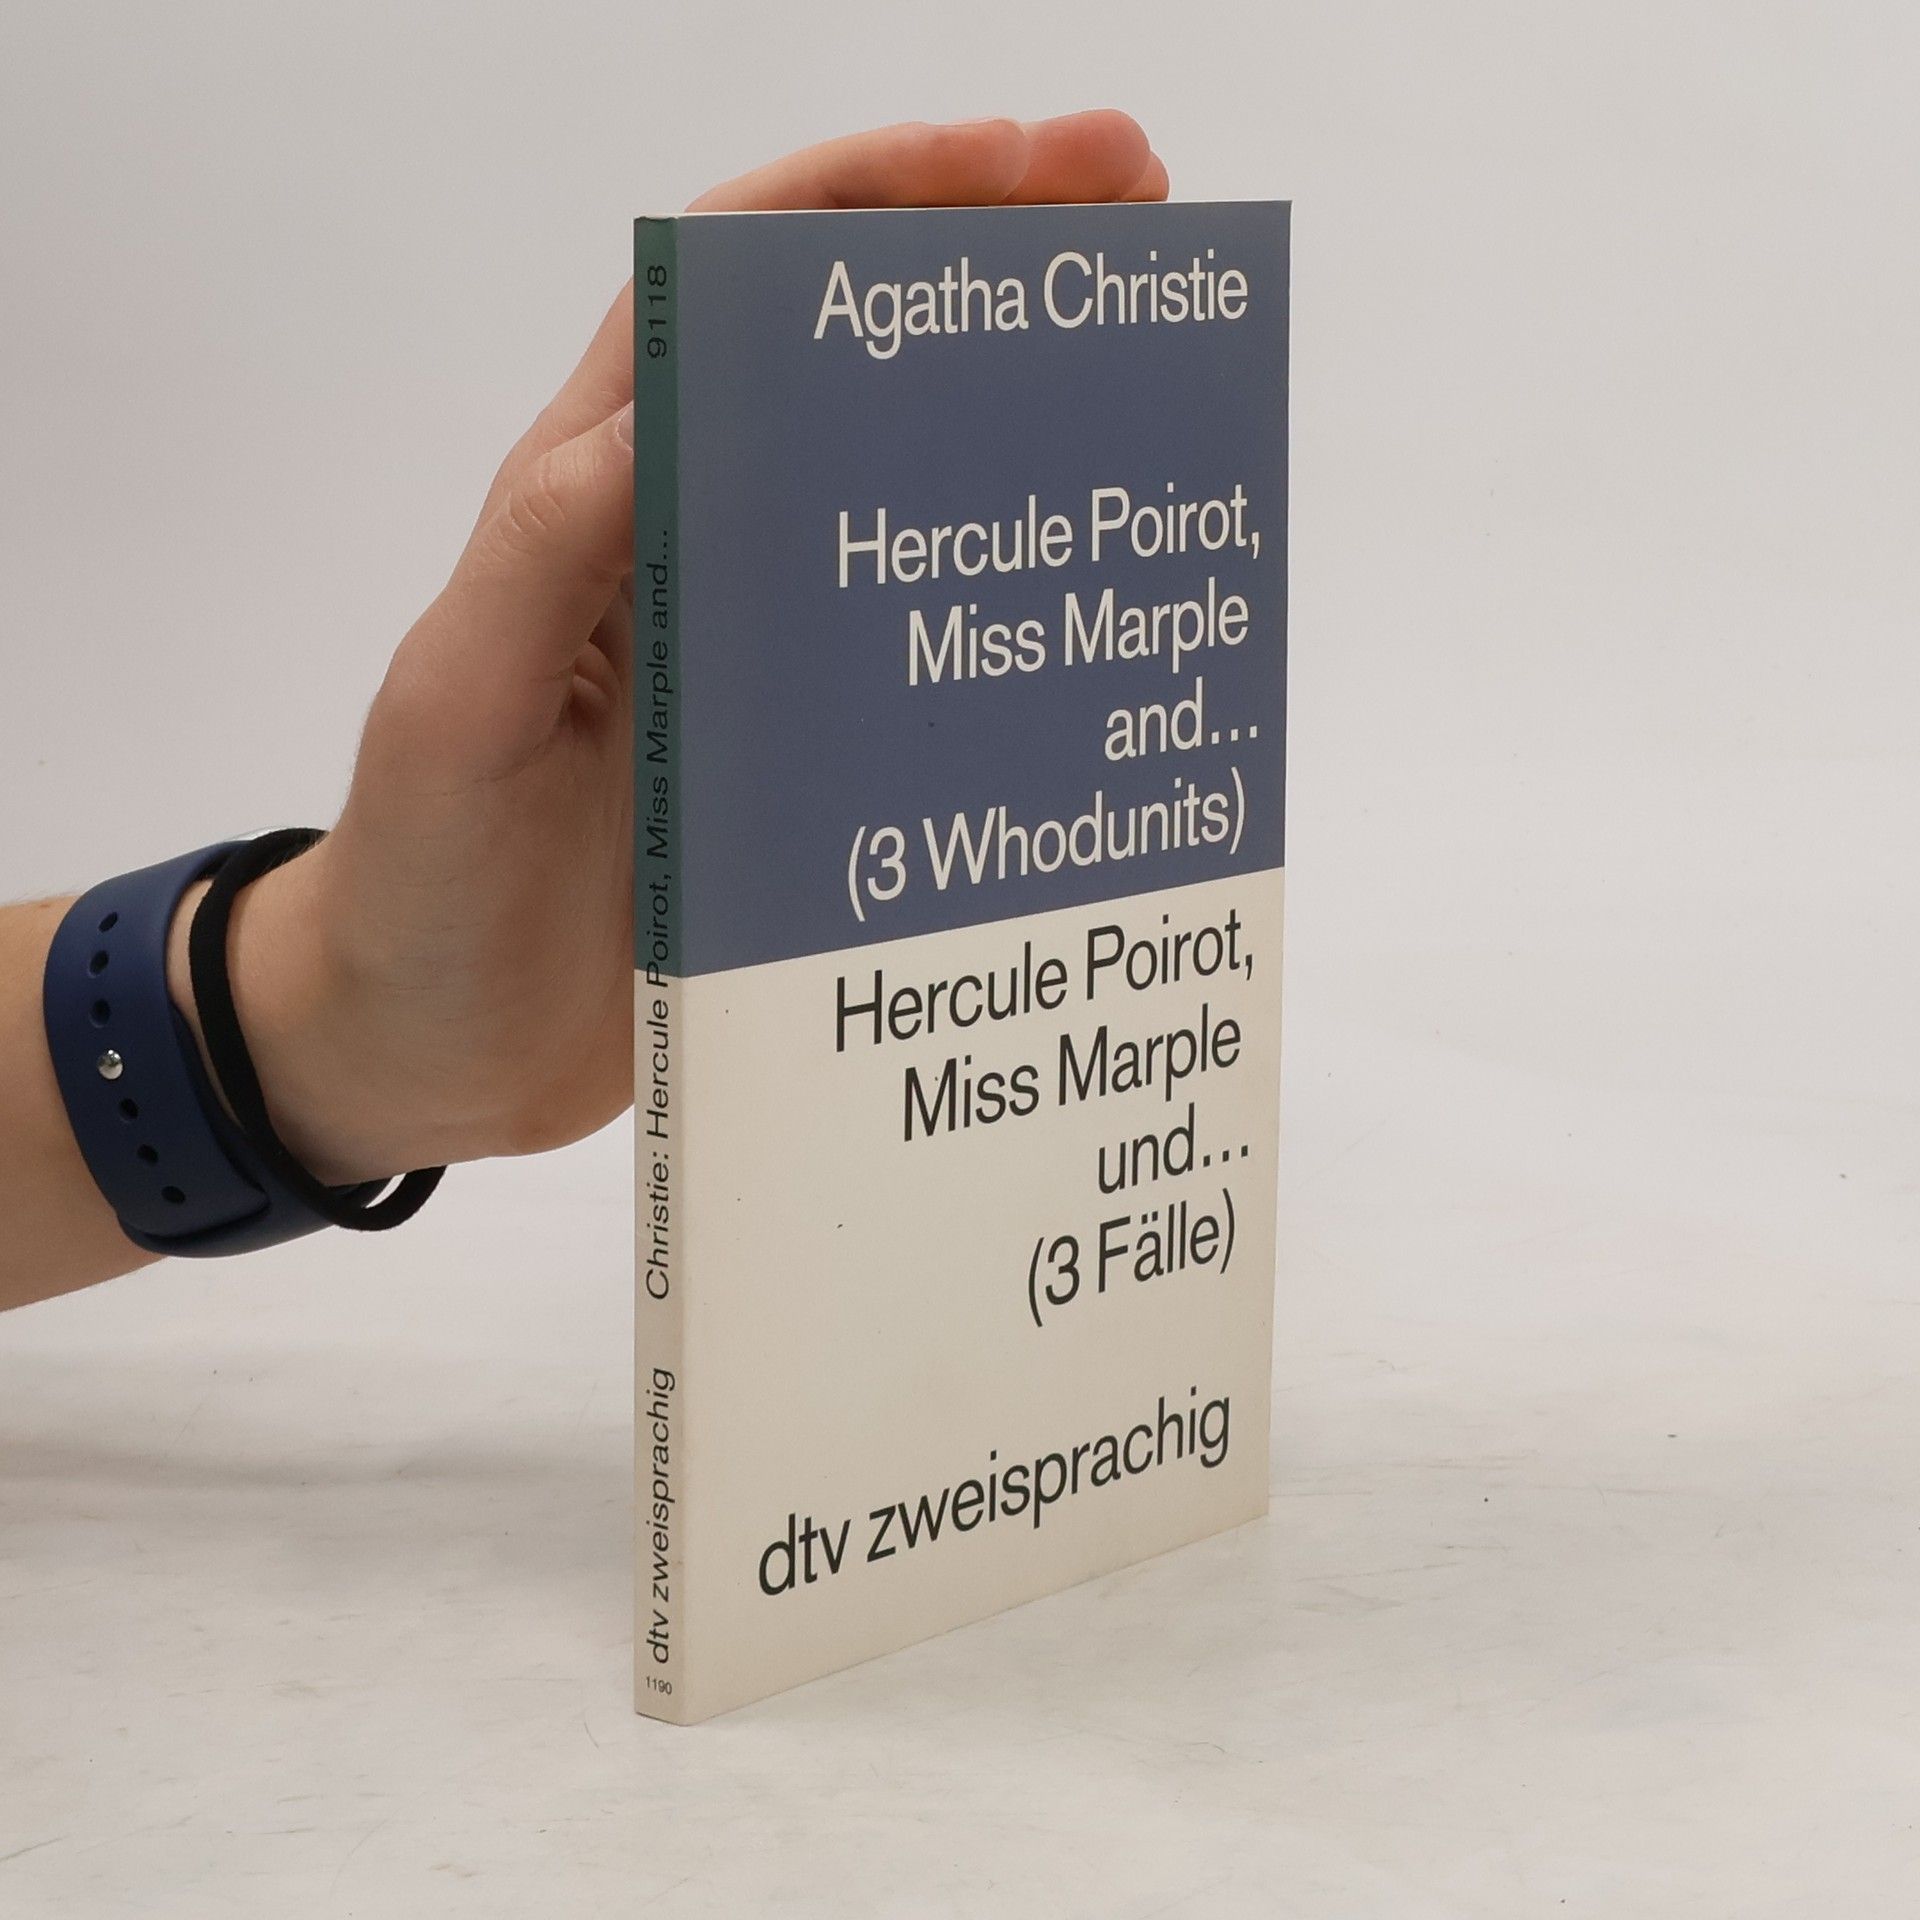 Agatha Christie
Hercule Poirot,
Miss Marple
and...
(3 Whodunits)
Hercule Poirot,
Miss Marple
und...
(3 Fälle)
dtv zweisprachig
1190 dtv zweisprachig Christie: Hercule Poirot, Miss Marple and... 9118